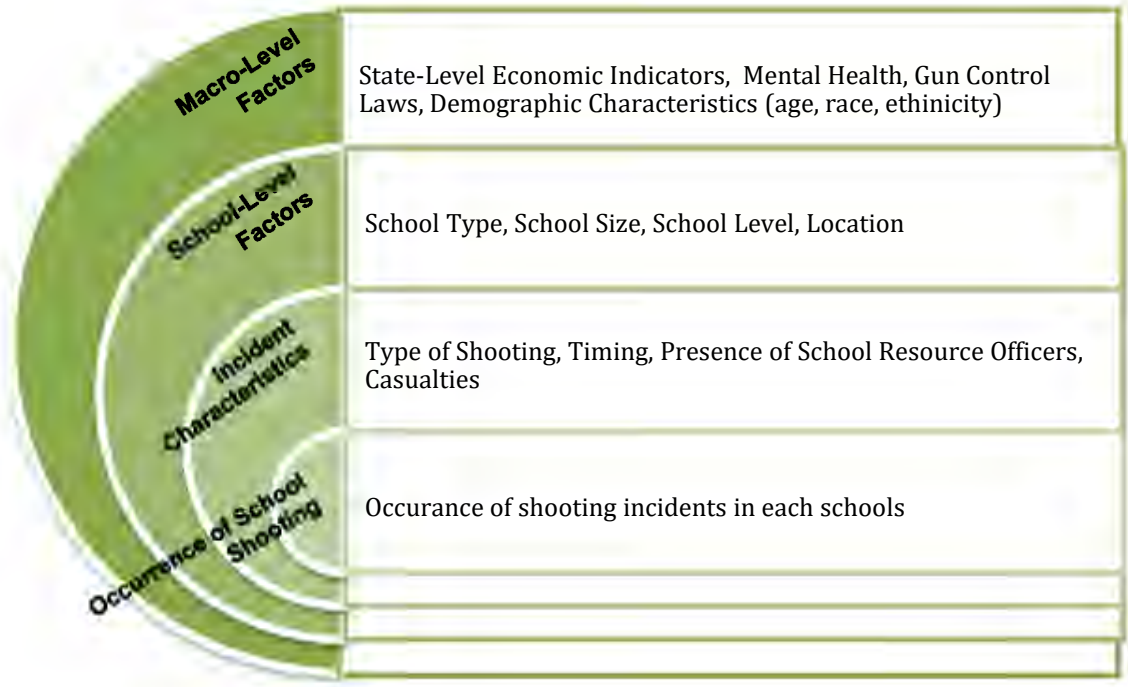 Macro-Level
Factors
State-Level Economic Indicators, Mental Health, Gun Control
Laws, Demographic Characteristics (age, race, ethinicity)
School-Level
Factors
School Type, School Size, School Level, Location
Incident
Characteristics
Type of Shooting, Timing, Presence of School Resource Officers,
Casualties
Occurrence of School
Shooting
Occurance of shooting incidents in each schools